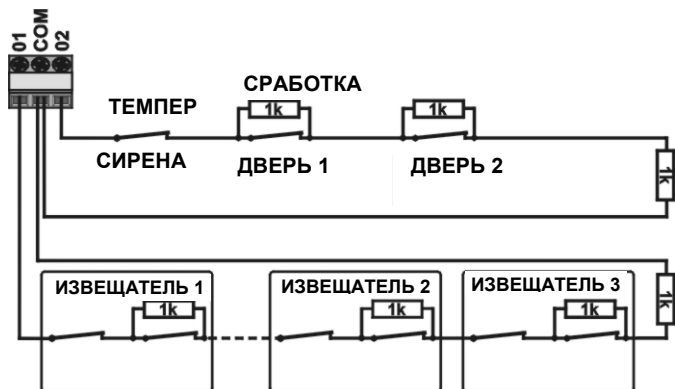 01
COM
02
СРАБОТКА
ТЕМПЕР
1k
1k
СИРЕНА
ДВЕРЬ 1
ДВЕРЬ 2
1k
ИЗВЕЩАТЕЛЬ 1
ИЗВЕЩАТЕЛЬ 2
ИЗВЕЩАТЕЛЬ 3
1k
1k
1k
1k